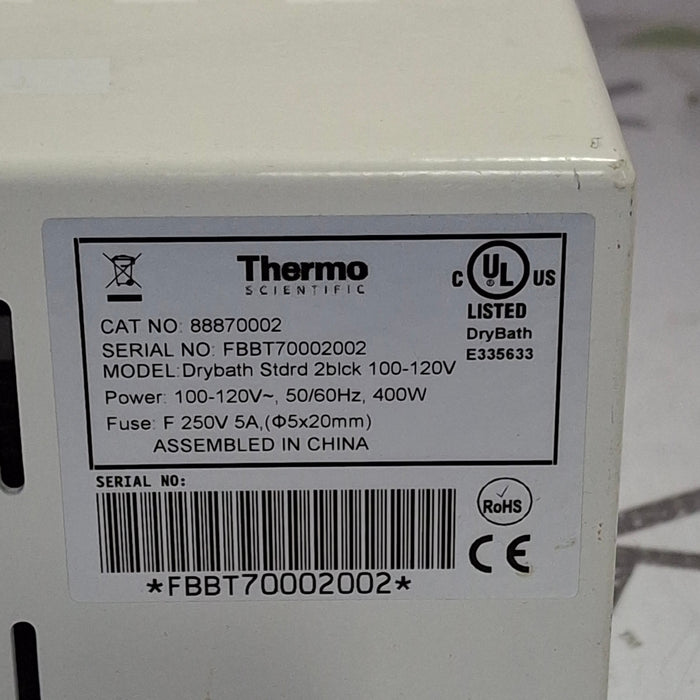 Thermo
SCIENTIFIC
C UL US
®
LISTED
DryBath
E335633
CAT NO: 88870002
SERIAL NO: FBBT70002002
MODEL:Drybath Stdrd 2blck 100-120V
Power: 100-120V~, 50/60Hz, 400W
Fuse: F 250V 5A,(Φ5x20mm)
ASSEMBLED IN CHINA
SERIAL NO:
*FBBT70002002*
RoHS
CE